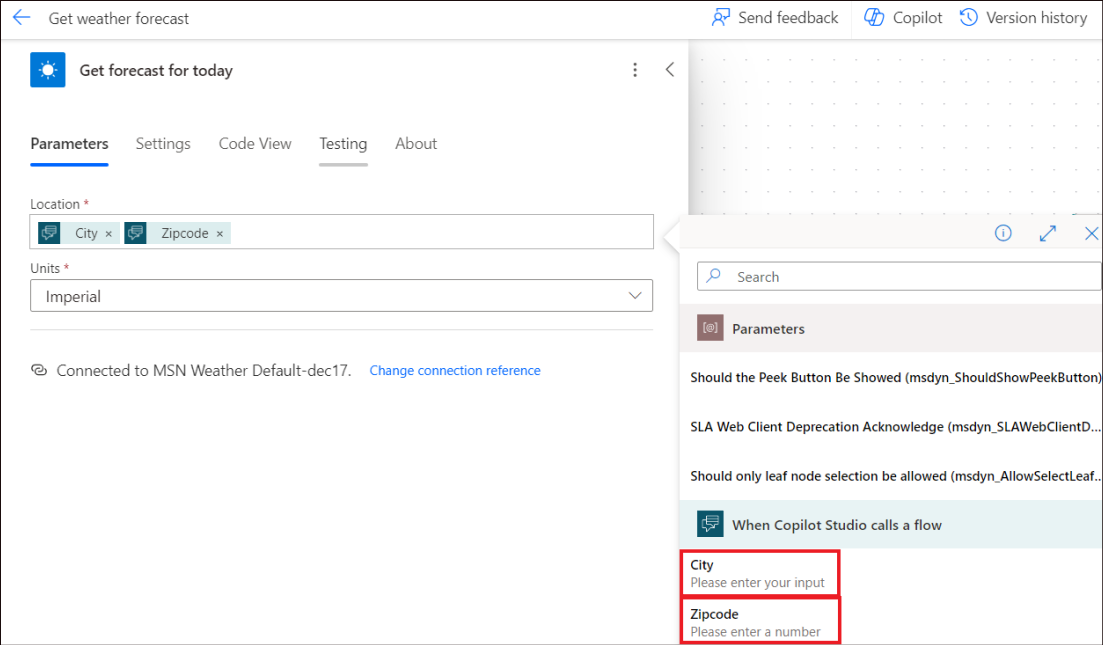 Get weather forecast
Send feedback
Copilot
Version history
Get forecast for today
Parameters Settings Code View Testing About
Location *
City × Zipcode ×
Units *
Imperial
Connected to MSN Weather Default-dec17. Change connection reference
Search
[@] Parameters
Should the Peek Button Be Showed (msdyn_ShouldShowPeekButton)
SLA Web Client Deprecation Acknowledge (msdyn_SLAWebClientD...
Should only leaf node selection be allowed (msdyn_AllowSelectLeaf...
When Copilot Studio calls a flow
City
Please enter your input
Zipcode
Please enter a number